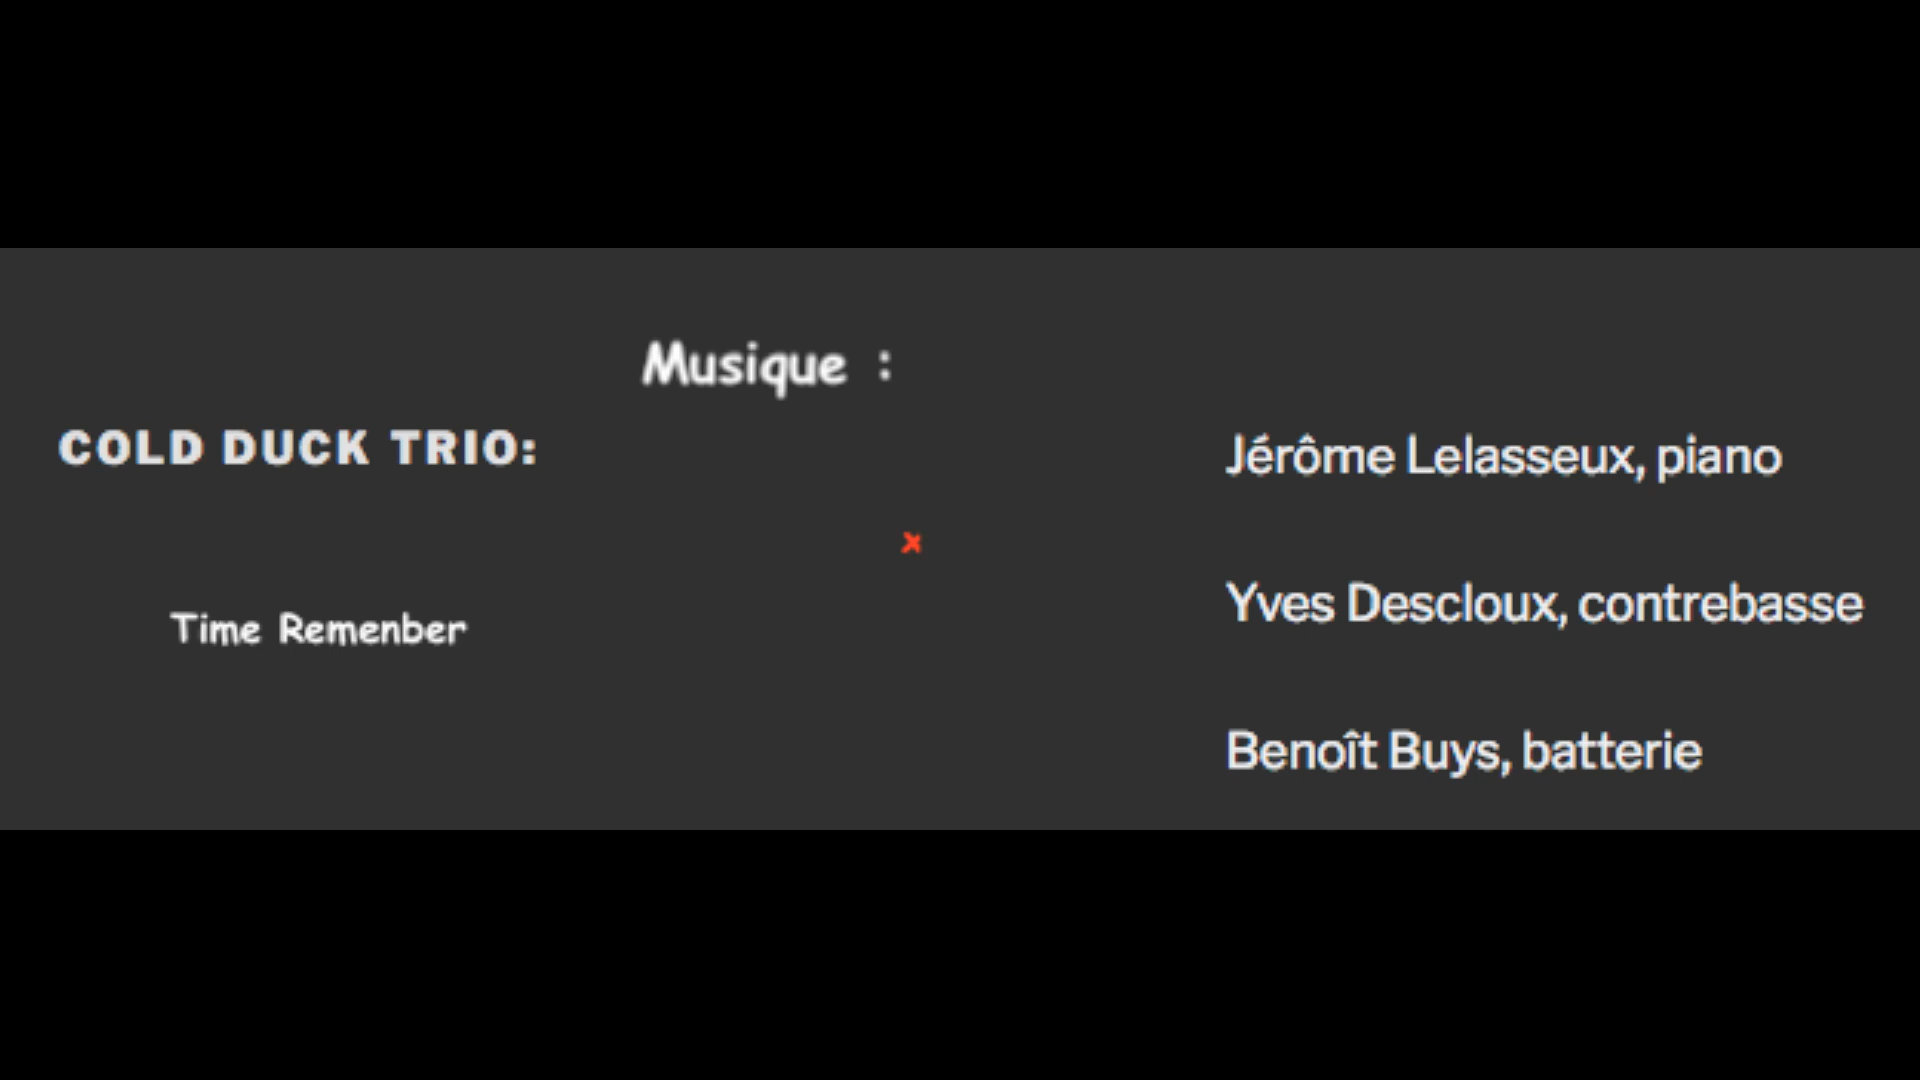 Musique :
COLD DUCK TRIO:
Jérôme Lelasseux, piano
x
Yves Descloux, contrebasse
Time Remenber
Benoît Buys, batterie